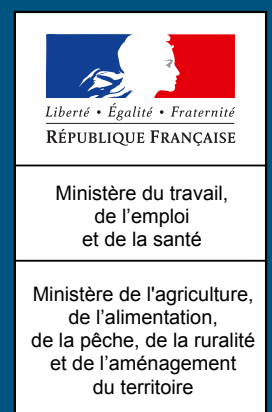 Liberté • Égalité • Fraternité
RÉPUBLIQUE FRANÇAISE
Ministère du travail,
de l’emploi
et de la santé
Ministère de l'agriculture,
de l’alimentation,
de la pêche, de la ruralité
et de l’aménagement
du territoire